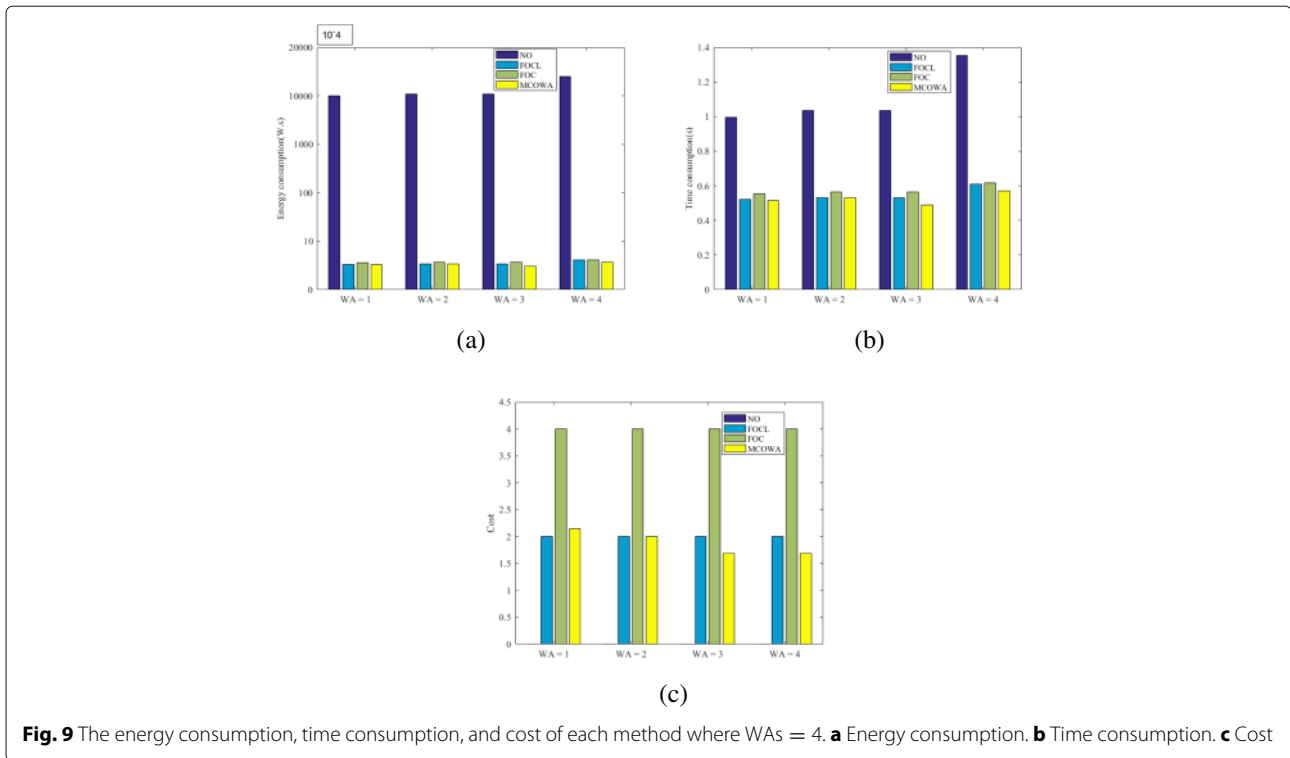 10^4
20000
10000
1000
100
10
0
Energy consumption(W.s)
NO
FOCL
FOC
MCOWA
WA = 1
WA = 2
WA = 3
WA = 4
(a)
1.4
1.2
1
0.8
0.6
0.4
0.2
0
Time consumption(s)
NO
FOCL
FOC
MCOWA
WA = 1
WA = 2
WA = 3
WA = 4
(b)
4.5
4
3.5
3
2.5
2
1.5
1
0.5
0
Cost
NO
FOCL
FOC
MCOWA
WA = 1
WA = 2
WA = 3
WA = 4
(c)
Fig. 9 The energy consumption, time consumption, and cost of each method where WAs = 4. a Energy consumption. b Time consumption. c Cost